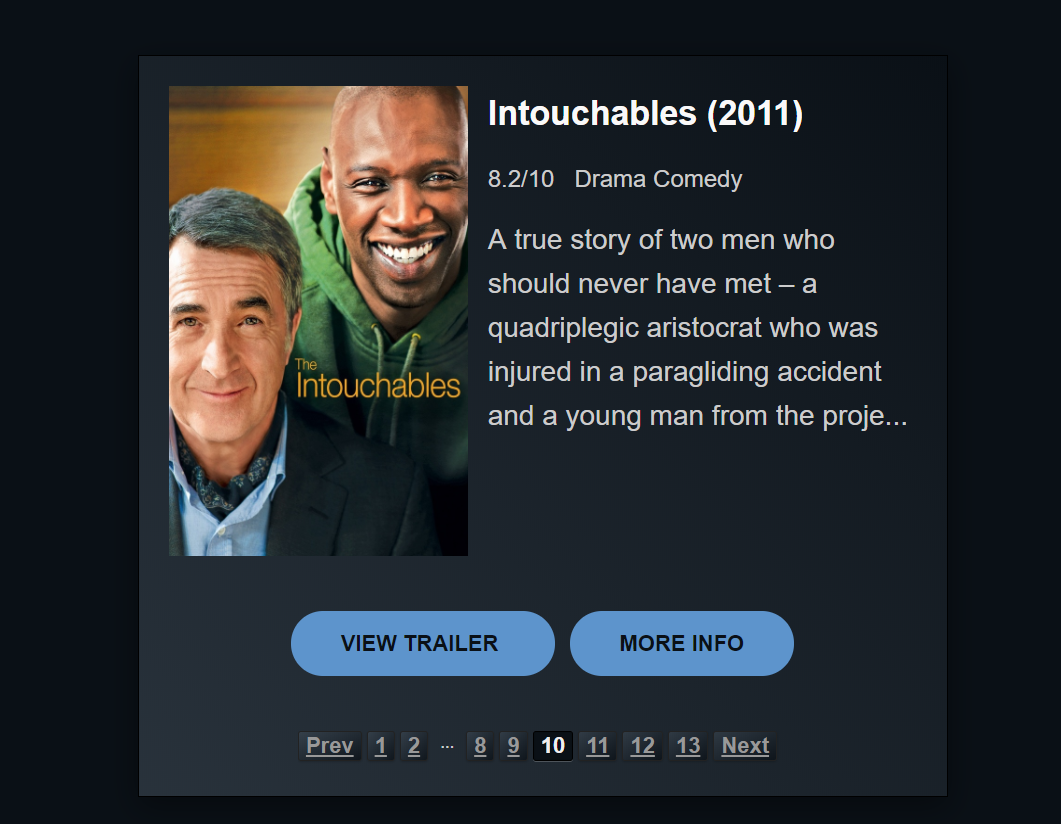 Intouchables (2011)
8.2/10 Drama Comedy
A true story of two men who
should never have met – a
quadriplegic aristocrat who was
injured in a paragliding accident
and a young man from the proje...
The
Intouchables
VIEW TRAILER MORE INFO
Prev 1 2 ... 8 9 10 11 12 13 Next